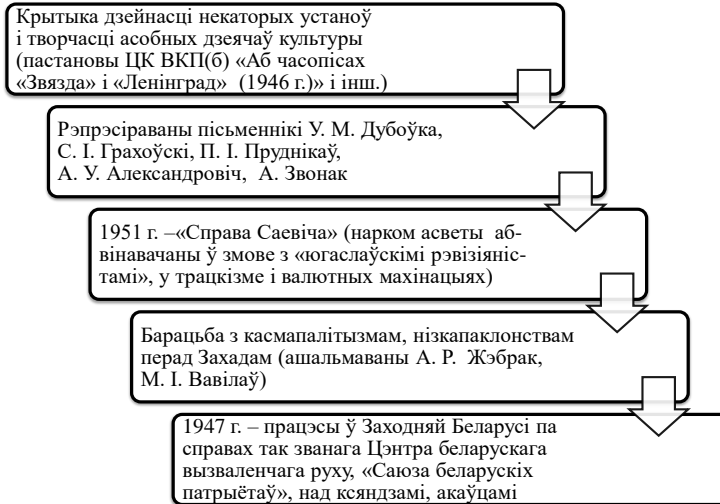 Крытыка дзейнасці некаторых устаноў
і творчасці асобных дзеячаў культуры
(пастановы ЦК ВКП(б) «Аб часопісах
«Звязда» і «Ленінград»  (1946 г.)» і інш.)
Рэпрэсіраваны пісьменнікі У. М. Дубоўка,
С. І. Грахоўскі, П. І. Пруднікаў,
А. У. Александровіч,  А. Звонак
1951 г. –«Справа Саевіча» (нарком асветы  аб-
вінавачаны ў змове з «югаслаўскімі рэвізіяніс-
тамі», у трацкізме і валютных махінацыях)
Барацьба з касмапалітызмам, нізкапаклонствам
перад Захадам (ашальмаваны А. Р.  Жэбрак,
М. І. Вавілаў)
1947 г. – працэсы ў Заходняй Беларусі па
справах так званага Цэнтра беларускага
вызваленчага руху, «Саюза беларускіх
патрыётаў», над ксяндзамі, акаўцамі